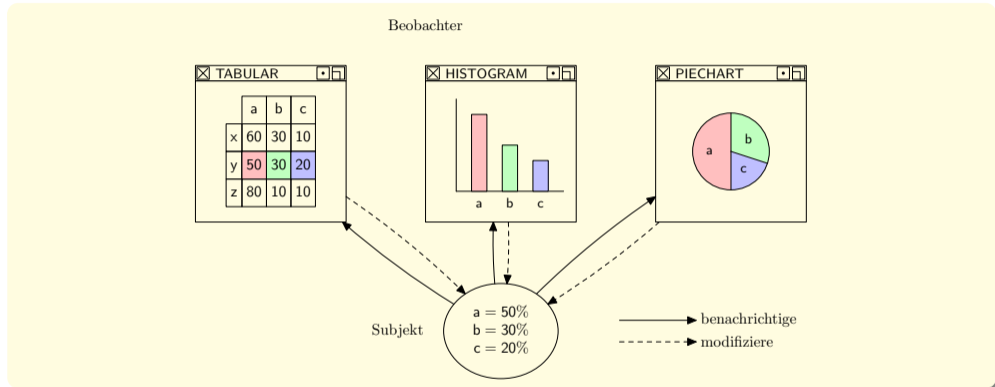 Beobachter
TABULAR
a b c
x 60 30 10
y 50 30 20
z 80 10 10
HISTOGRAM
a b c
PIECHART
a
b
c
Subjekt
a = 50%
b = 30%
c = 20%
benachrichtige
modifiziere